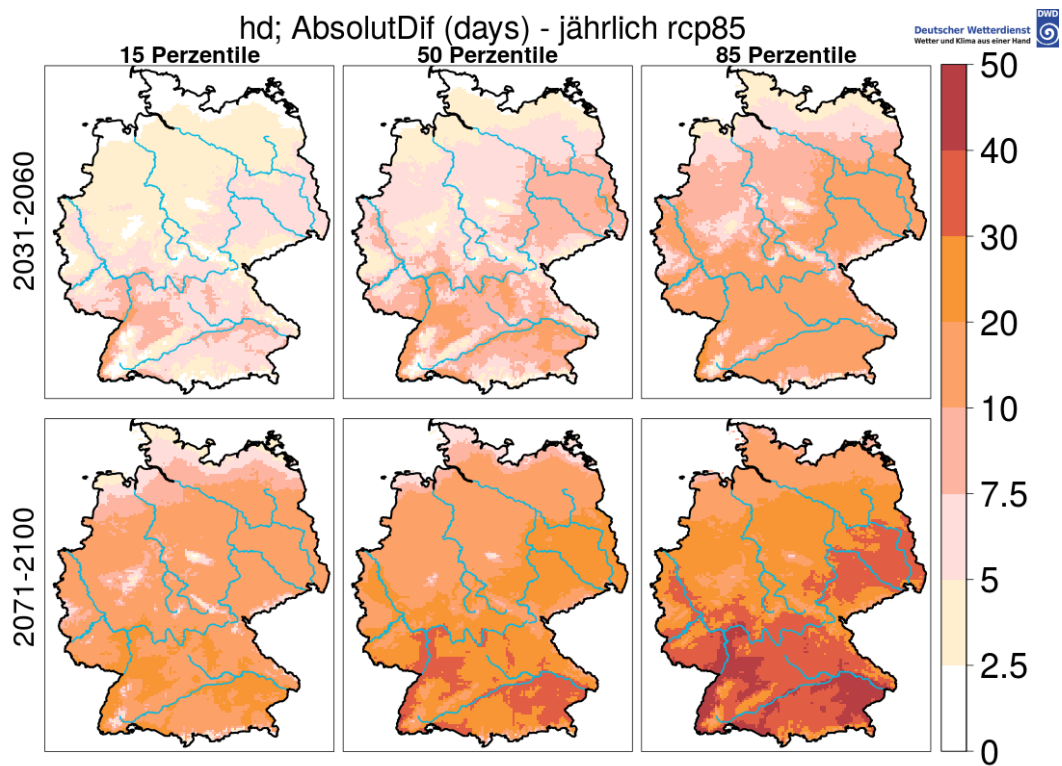 hd; AbsolutDif (days) - jährlich rcp85
DWD
Deutscher Wetterdienst
Wetter und Klima aus einer Hand
15 Perzentile
50 Perzentile
85 Perzentile
2031-2060
2071-2100
50
40
30
20
10
7.5
5
2.5
0